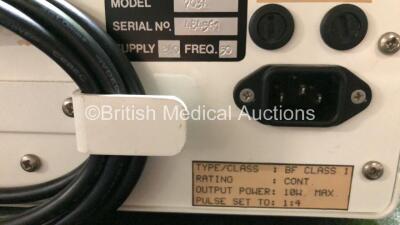 MODEL
SERIAL NO.
SUPPLY FREQ. 50
©British Medical Auctions
TYPE/CLASS : BF CLASS I
RATING : CONT
OUTPUT POWER: 10W. MAX.
PULSE SET TO: 1:4